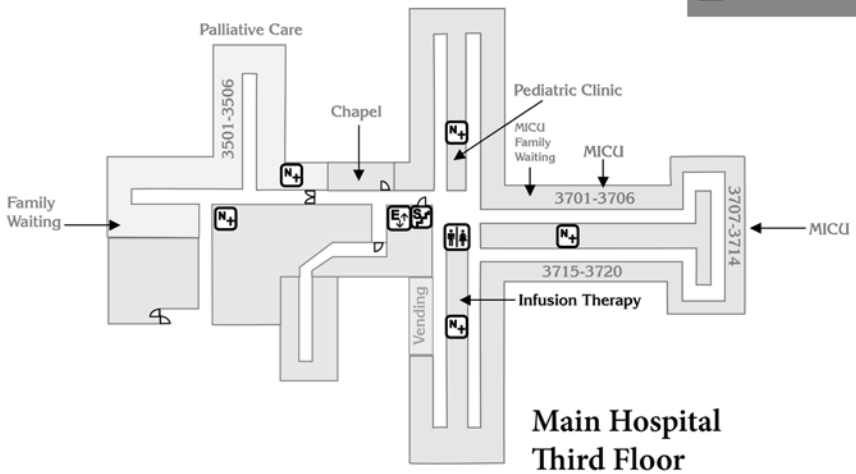 Palliative Care
3501-3506
Chapel
Pediatric Clinic
MICU
Family
Waiting
MICU
3701-3706
3707-3714
MICU
Family
Waiting
N+
N+
N+
E
S
N+
3715-3720
Infusion Therapy
N+
Vending
Main Hospital
Third Floor